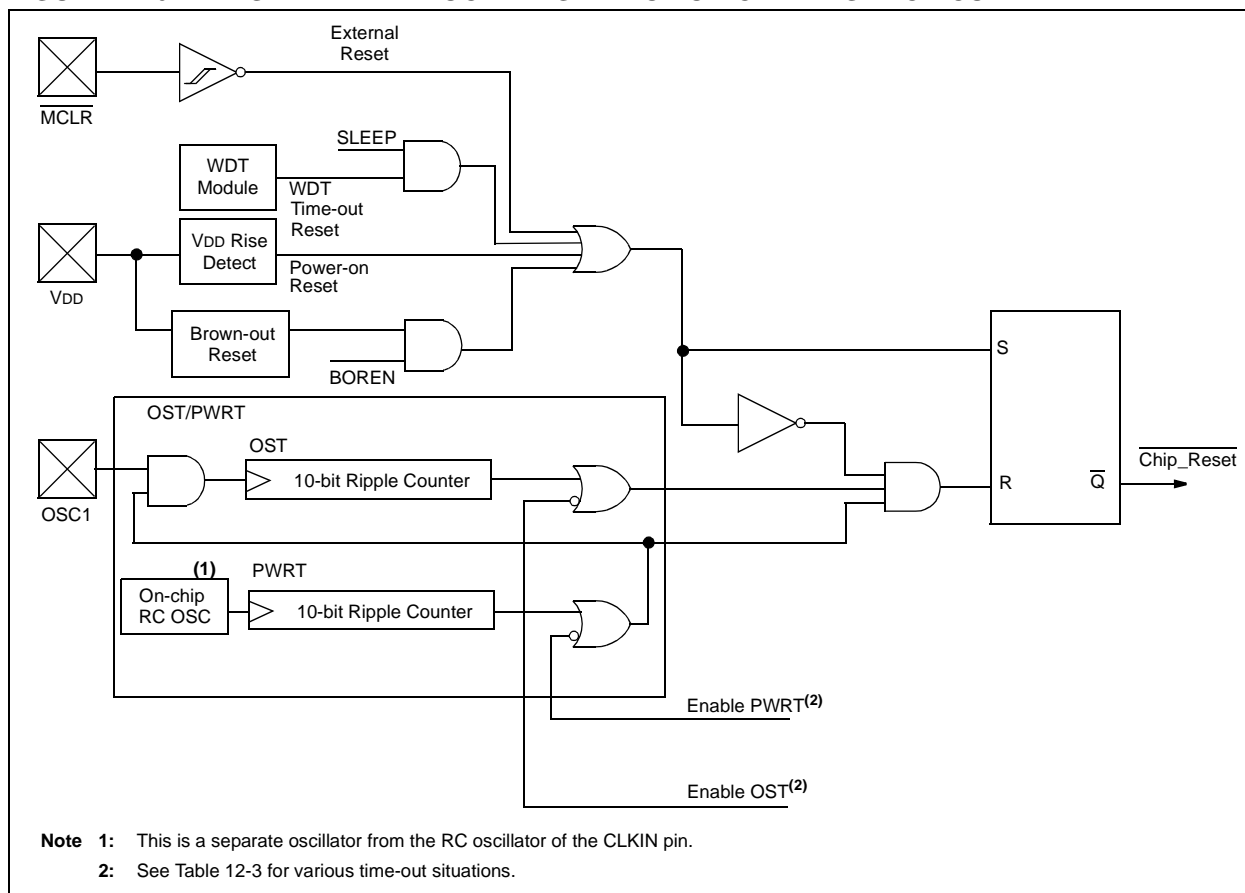 External
Reset
MCLR
SLEEP
WDT
Module
WDT
Time-out
Reset
VDD Rise
Detect
Power-on
Reset
VDD
Brown-out
Reset
BOREN
S
OST/PWRT
OST
10-bit Ripple Counter
OSC1
R
Q
Chip_Reset
(1)
PWRT
On-chip
RC OSC
10-bit Ripple Counter
Enable PWRT(2)
Enable OST(2)
Note 1: This is a separate oscillator from the RC oscillator of the CLKIN pin.
2: See Table 12-3 for various time-out situations.